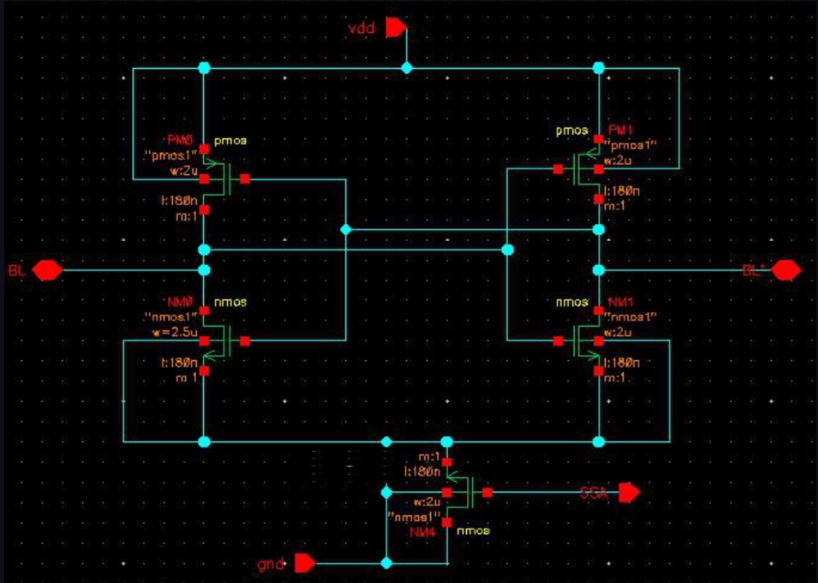 vdd
PM0 pmos
"pmos1"
w:2u
l:180n
m:1
pmos PM1
"pmos1"
w:2u
l:180n
m:1
BL
BL'
NM0 nmos
"nmos1"
w=2.5u
l:180n
m:1
nmos NM1
"nmos1"
w:2u
l:180n
m:1
m:1
l:180n
w:2u
"nmos1"
NM4 nmos
gnd